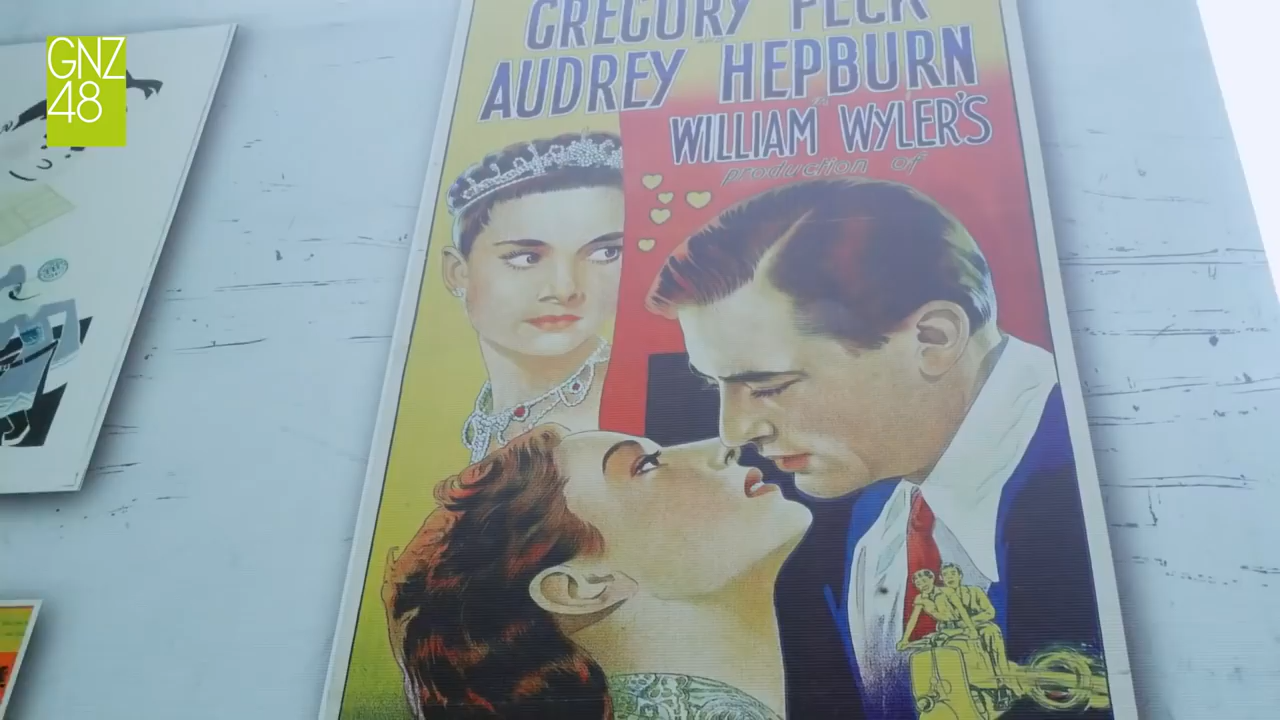 GNZ
48
GREGORY PECK
AUDREY HEPBURN
WILLIAM WYLER'S
production of